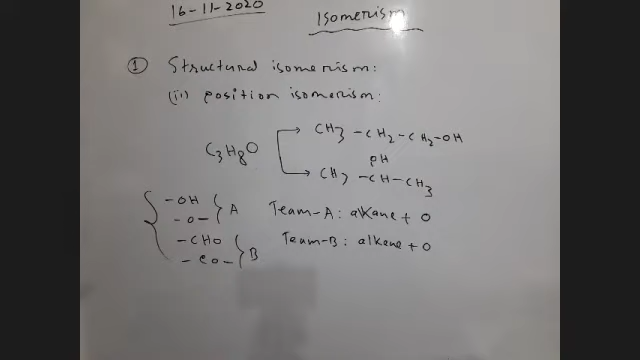 16-11-2020
Isomerism
① Structural isomerism:
(ii) position isomerism:
C3H8O
CH3 -CH2-CH2-OH
OH
CH3 -CH-CH3
-OH
-O- } A
Team-A: alkane + O
-CHO
-CO- } B
Team-B: alkane + O